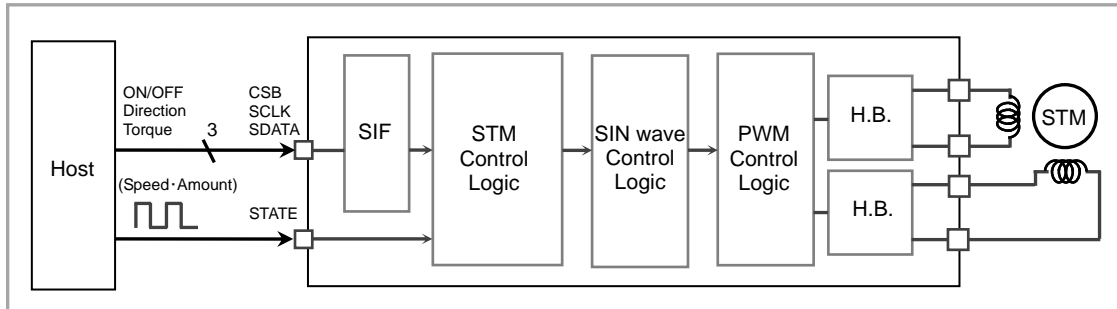 Host
ON/OFF
Direction
Torque
3
CSB
SCLK
SDATA
(Speed･Amount)
STATE
SIF
STM
Control
Logic
SIN wave
Control
Logic
PWM
Control
Logic
H.B.
H.B.
STM